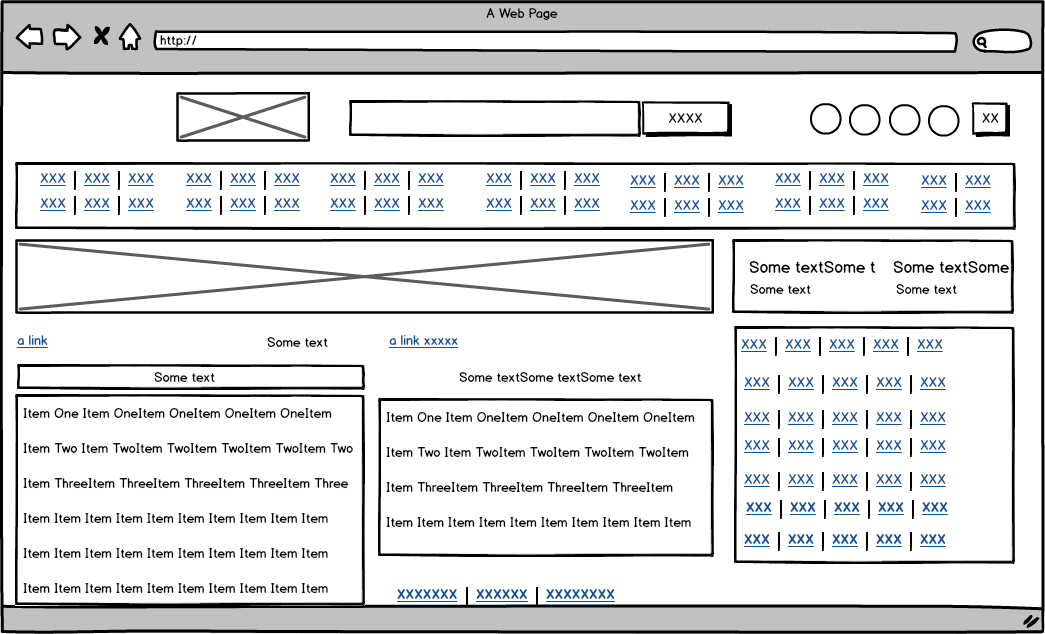 A Web Page
http://
XXXX
XX
XXX | XXX | XXX XXX | XXX | XXX XXX | XXX | XXX XXX | XXX | XXX XXX | XXX | XXX XXX | XXX | XXX XXX | XXX
XXX | XXX | XXX XXX | XXX | XXX XXX | XXX | XXX XXX | XXX | XXX XXX | XXX | XXX XXX | XXX | XXX XXX | XXX
Some textSome t
Some text
Some textSome
Some text
a link
Some text
Some text
Item One Item OneItem OneItem OneItem OneItem
Item Two Item TwoItem TwoItem TwoItem TwoItem Two
Item ThreeItem ThreeItem ThreeItem ThreeItem Three
Item Item Item Item Item Item Item Item Item Item
Item Item Item Item Item Item Item Item Item Item
Item Item Item Item Item Item Item Item Item Item
a link xxxxx
Some textSome textSome text
Item One Item OneItem OneItem OneItem OneItem
Item Two Item TwoItem TwoItem TwoItem TwoItem
Item ThreeItem ThreeItem ThreeItem ThreeItem
Item Item Item Item Item Item Item Item Item Item
XXXXXXX | XXXXXX | XXXXXXXX
XXX | XXX | XXX | XXX | XXX
XXX | XXX | XXX | XXX | XXX
XXX | XXX | XXX | XXX | XXX
XXX | XXX | XXX | XXX | XXX
XXX | XXX | XXX | XXX | XXX
XXX | XXX | XXX | XXX | XXX
XXX | XXX | XXX | XXX | XXX